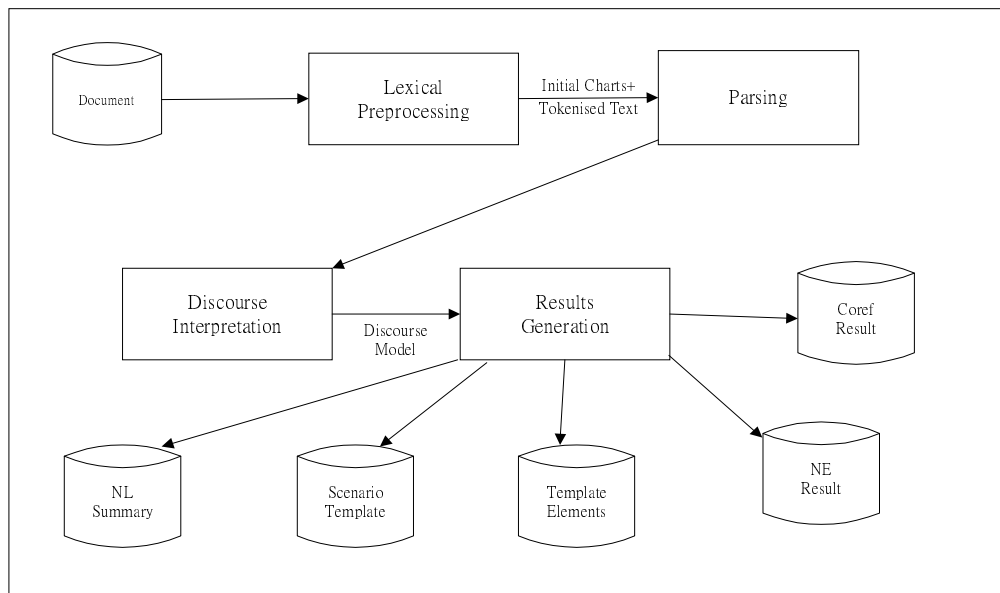 Document
Lexical
Preprocessing
Initial Charts+
Tokenised Text
Parsing
Discourse
Interpretation
Discourse
Model
Results
Generation
Coref
Result
NL
Summary
Scenario
Template
Template
Elements
NE
Result